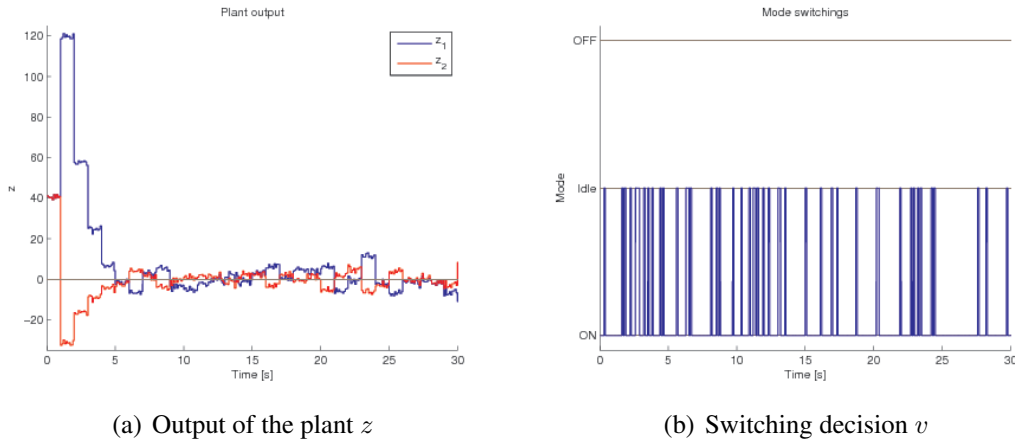 Plant output
120
100
80
60
40
20
0
−20
z
z_1
z_2
0 5 10 15 20 25 30
Time [s]
(a) Output of the plant z
Mode switchings
OFF
Idle
ON
Mode
0 5 10 15 20 25 30
Time [s]
(b) Switching decision v